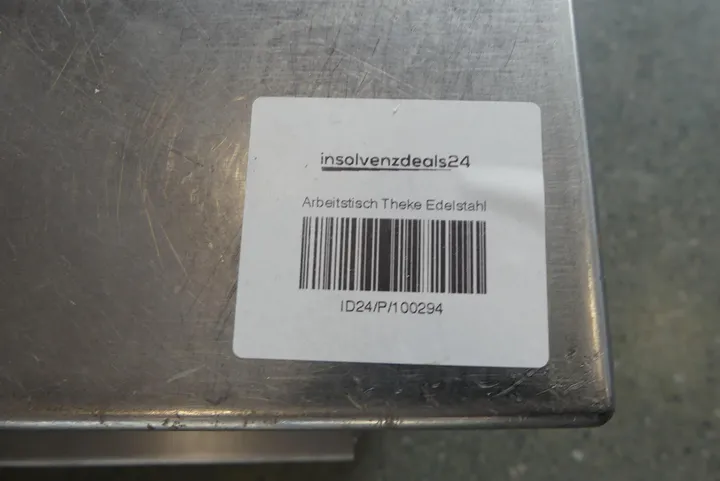 insolvenzdeals24
Arbeitstisch Theke Edelstahl
ID24/P/100294